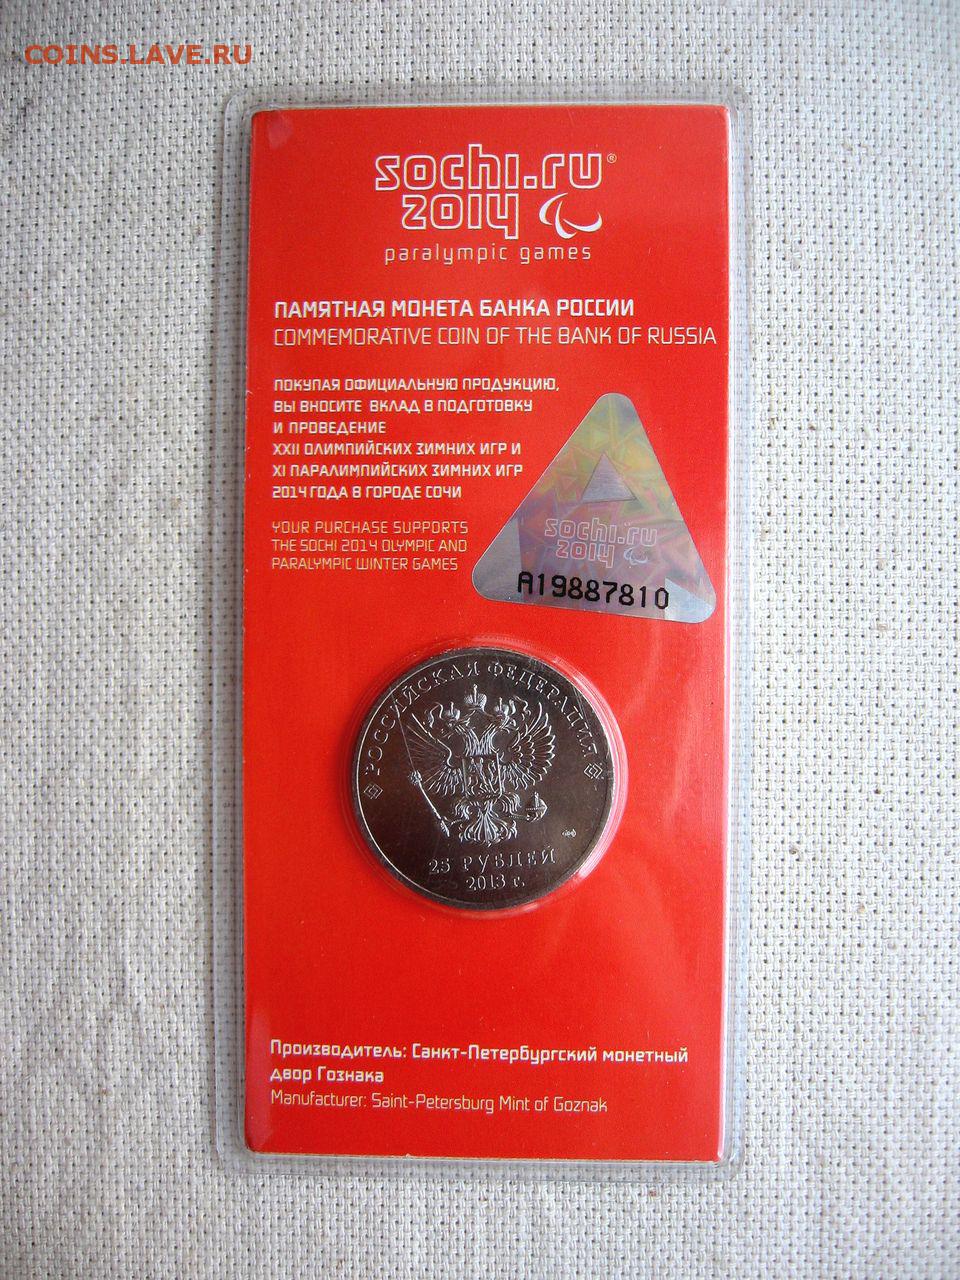 COINS.LAVE.RU
sochi.ru®
2014
paralympic games
ПАМЯТНАЯ МОНЕТА БАНКА РОССИИ
COMMEMORATIVE COIN OF THE BANK OF RUSSIA
ПОКУПАЯ ОФИЦИАЛЬНУЮ ПРОДУКЦИЮ,
ВЫ ВНОСИТЕ ВКЛАД В ПОДГОТОВКУ
И ПРОВЕДЕНИЕ
XXII ОЛИМПИЙСКИХ ЗИМНИХ ИГР И
XI ПАРАЛИМПИЙСКИХ ЗИМНИХ ИГР
2014 ГОДА В ГОРОДЕ СОЧИ
YOUR PURCHASE SUPPORTS
THE SOCHI 2014 OLYMPIC AND
PARALYMPIC WINTER GAMES
sochi.ru
2014
A19887810
РОССИЙСКАЯ ФЕДЕРАЦИЯ
25 РУБЛЕЙ
2013 г.
Производитель: Санкт-Петербургский монетный
двор Гознака
Manufacturer: Saint-Petersburg Mint of Goznak